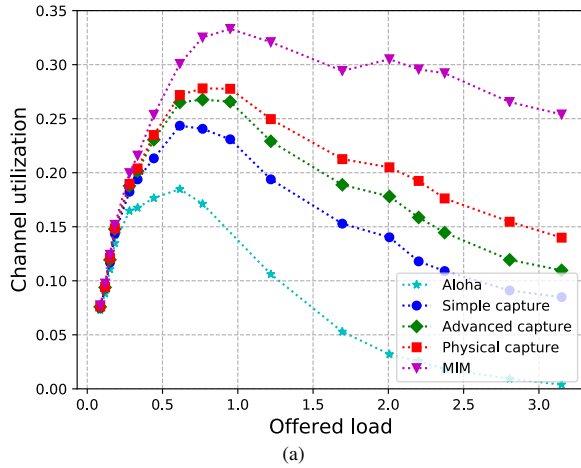 Channel utilization
0.35
0.30
0.25
0.20
0.15
0.10
0.05
0.00
0.0 0.5 1.0 1.5 2.0 2.5 3.0
Offered load
Aloha
Simple capture
Advanced capture
Physical capture
MIM
(a)